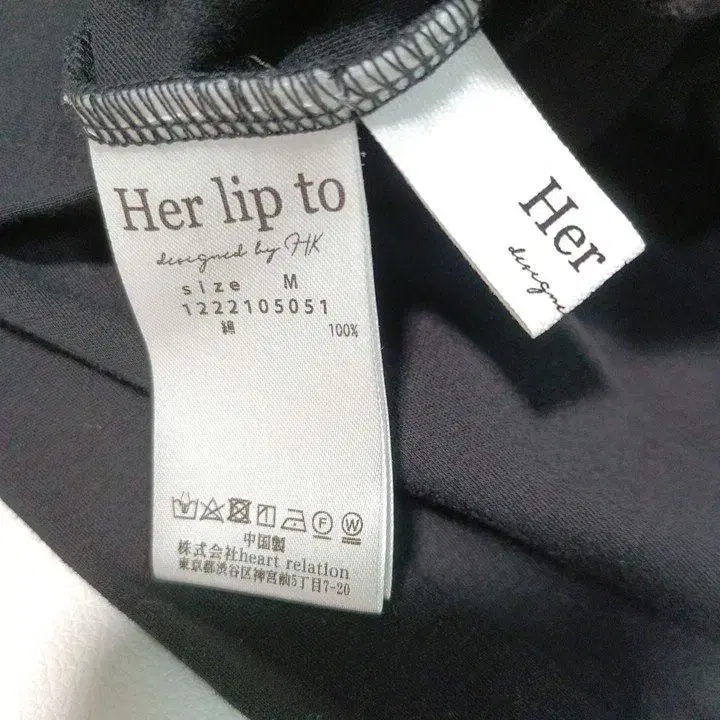 Her lip to
designed by HK
size M
1222105051
綿 100%
F W
中国製
株式会社heart relation
東京都渋谷区神宮前5丁目7-20
Her
designe